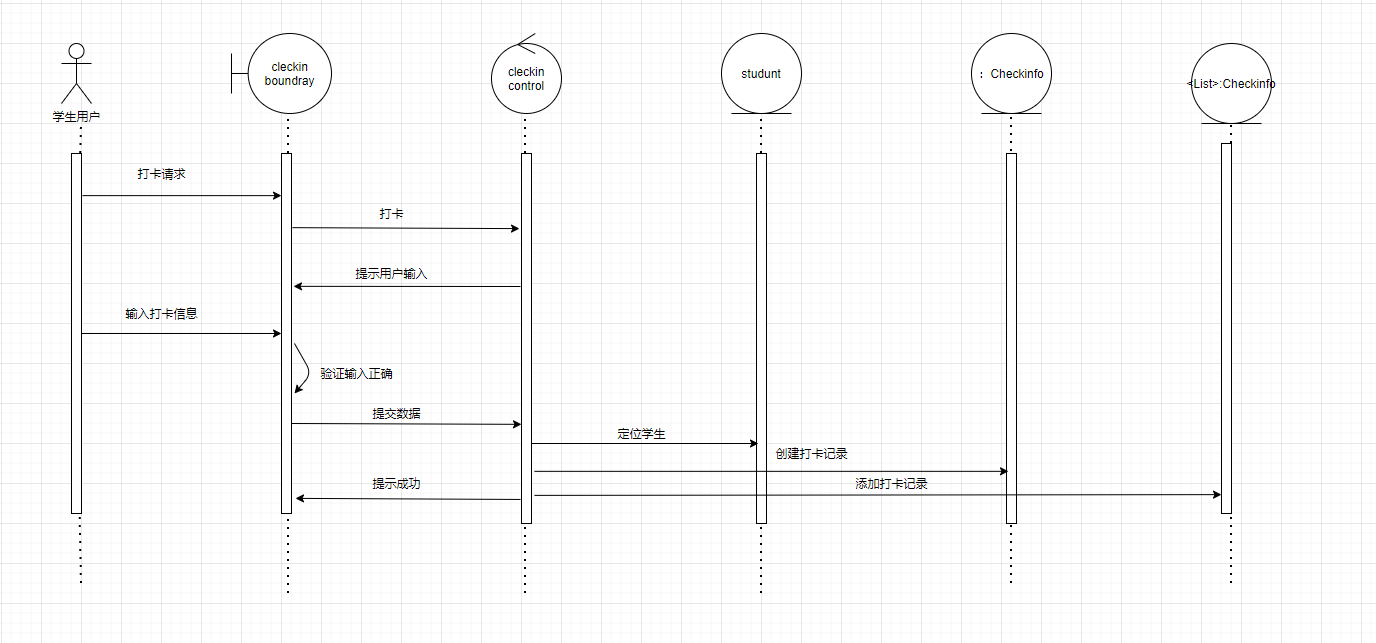 学生用户
cleckin
boundray
cleckin
control
studunt
：Checkinfo
<List>:Checkinfo
打卡请求
打卡
提示用户输入
输入打卡信息
验证输入正确
提交数据
定位学生
创建打卡记录
提示成功
添加打卡记录